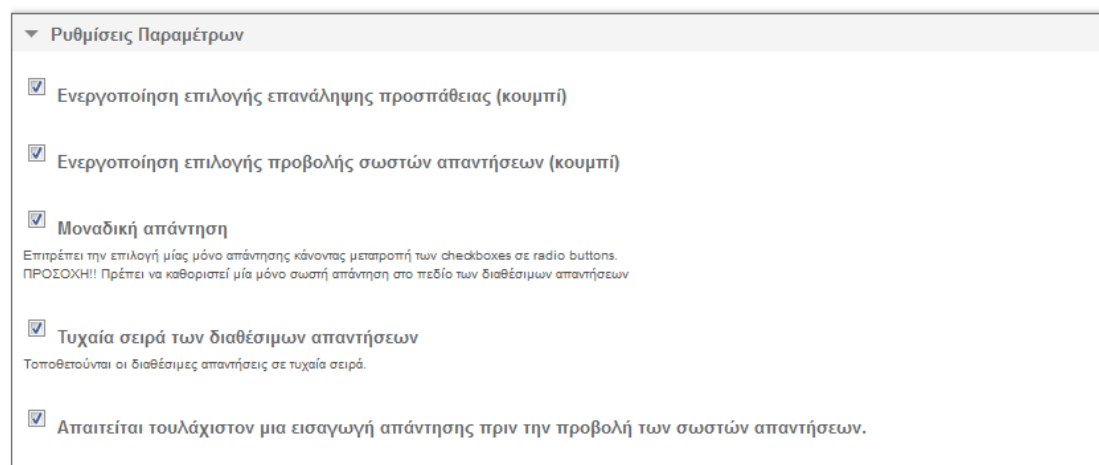 Ρυθμίσεις Παραμέτρων
Ενεργοποίηση επιλογής επανάληψης προσπάθειας (κουμπί)
Ενεργοποίηση επιλογής προβολής σωστών απαντήσεων (κουμπί)
Μοναδική απάντηση
Επιτρέπει την επιλογή μίας μόνο απάντησης κάνοντας μετατροπή των checkboxes σε radio buttons.
ΠΡΟΣΟΧΗ!! Πρέπει να καθοριστεί μία μόνο σωστή απάντηση στο πεδίο των διαθέσιμων απαντήσεων
Τυχαία σειρά των διαθέσιμων απαντήσεων
Τοποθετούνται οι διαθέσιμες απαντήσεις σε τυχαία σειρά.
Απαιτείται τουλάχιστον μια εισαγωγή απάντησης πριν την προβολή των σωστών απαντήσεων.